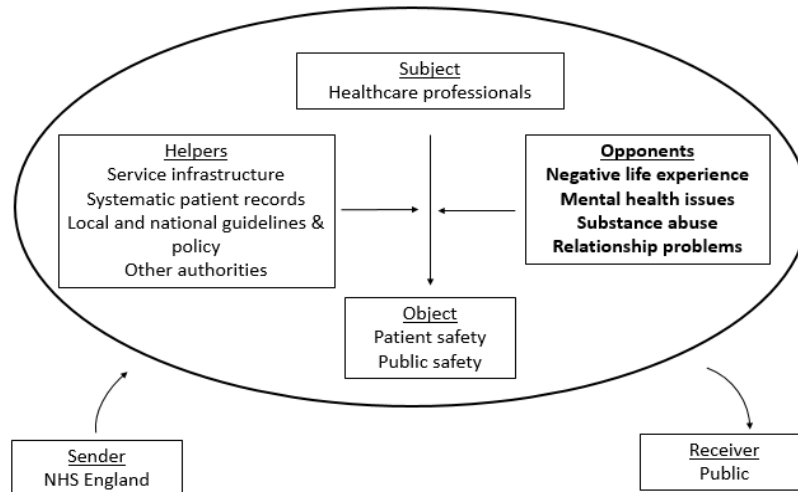 Subject
Healthcare professionals
Helpers
Service infrastructure
Systematic patient records
Local and national guidelines &
policy
Other authorities
Opponents
Negative life experience
Mental health issues
Substance abuse
Relationship problems
Object
Patient safety
Public safety
Sender
NHS England
Receiver
Public